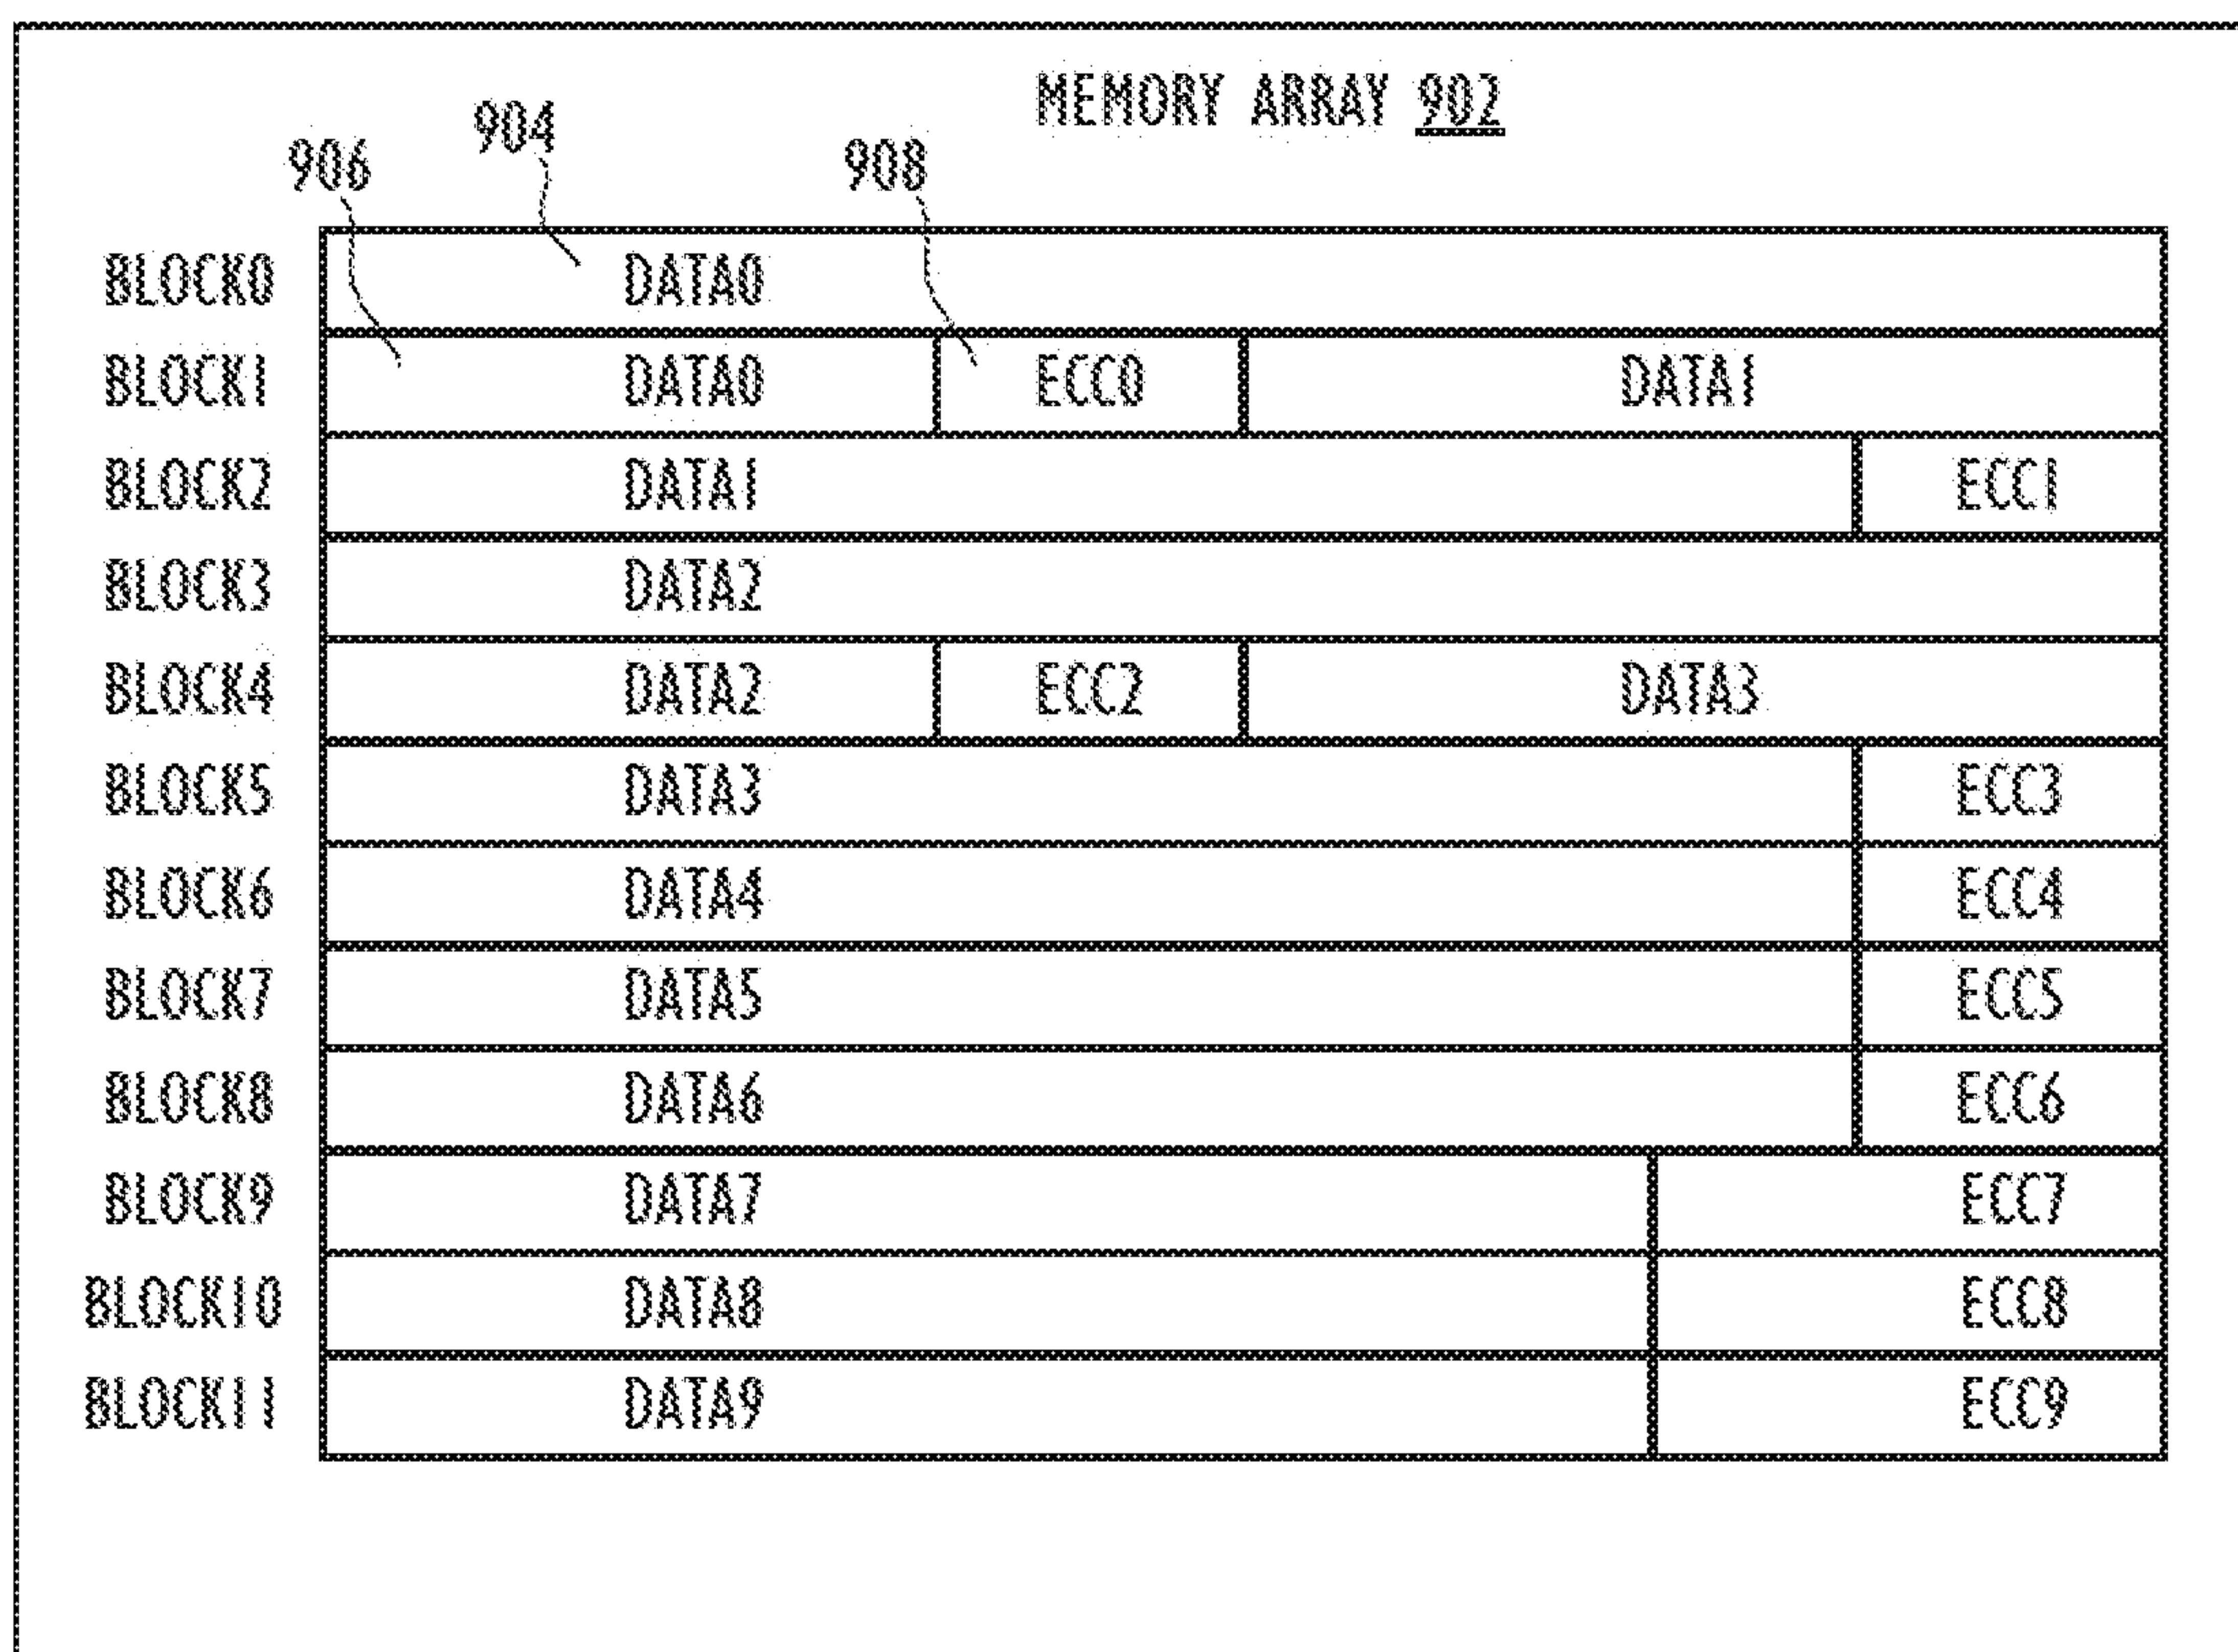 MEMORY ARRAY 902
904
906
908
BLOCK0 DATA0
BLOCK1 DATA0 ECC0 DATA1
BLOCK2 DATA1 ECC1
BLOCK3 DATA2
BLOCK4 DATA2 ECC2 DATA3
BLOCK5 DATA3 ECC3
BLOCK6 DATA4 ECC4
BLOCK7 DATA5 ECC5
BLOCK8 DATA6 ECC6
BLOCK9 DATA7 ECC7
BLOCK10 DATA8 ECC8
BLOCK11 DATA9 ECC9